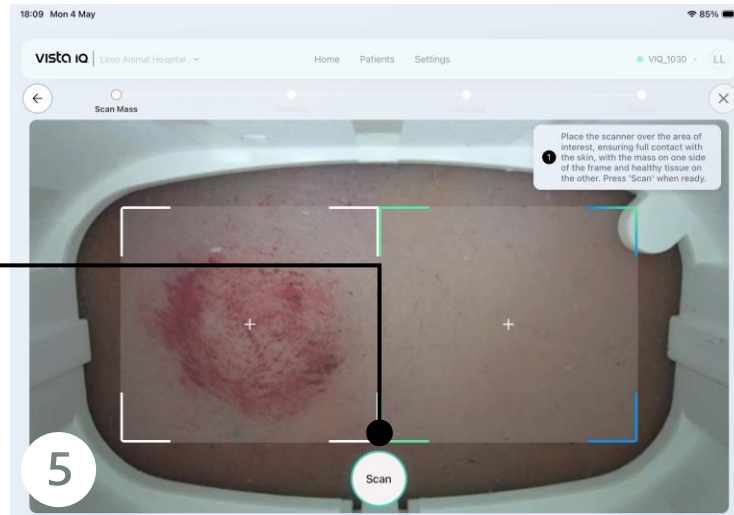 18:09 Mon 4 May
85%
Vista iQ Liron Animal Hospital
Home Patients Settings
VIQ_1030
LL
Scan Mass
Place the scanner over the area of
interest, ensuring full contact with
1 the skin, with the mass on one side
of the frame and healthy tissue on
the other. Press 'Scan' when ready.
5
Scan